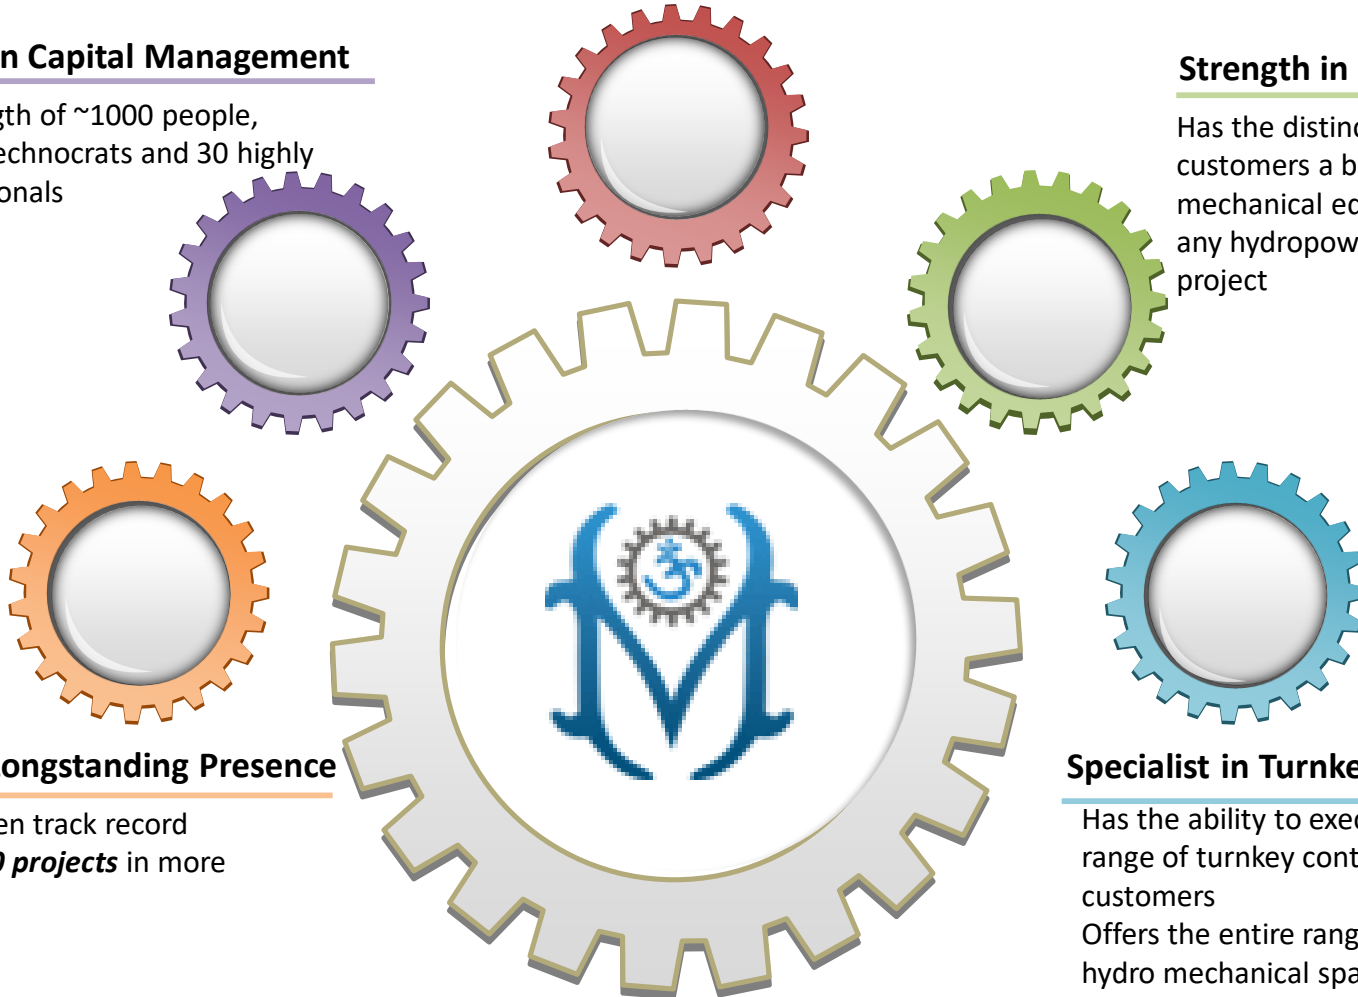 n Capital Management
gth of ~1000 people,
echnocrats and 30 highly
onals
Strength in
Has the distinc
customers a b
mechanical ec
any hydropow
project
ongstanding Presence
en track record
0 projects in more
Specialist in Turnke
Has the ability to exec
range of turnkey cont
customers
Offers the entire rang
hydro mechanical spa